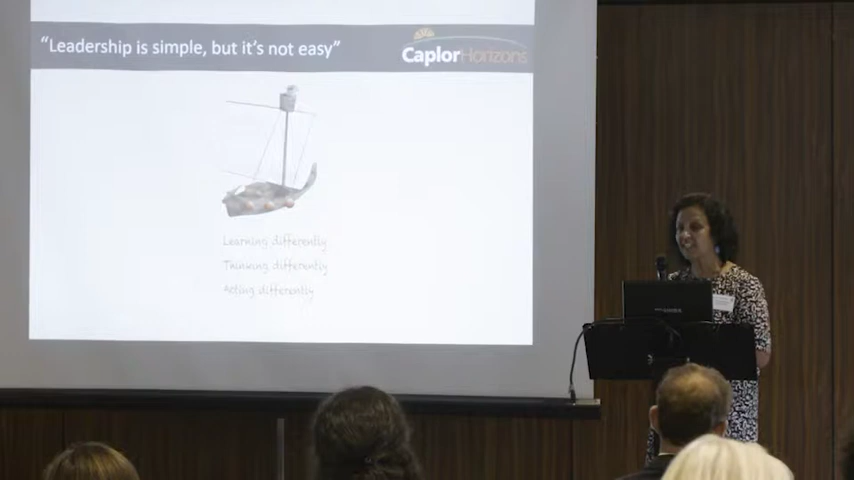 “Leadership is simple, but it’s not easy”
CaplorHorizons
Learning differently
Thinking differently
Acting differently